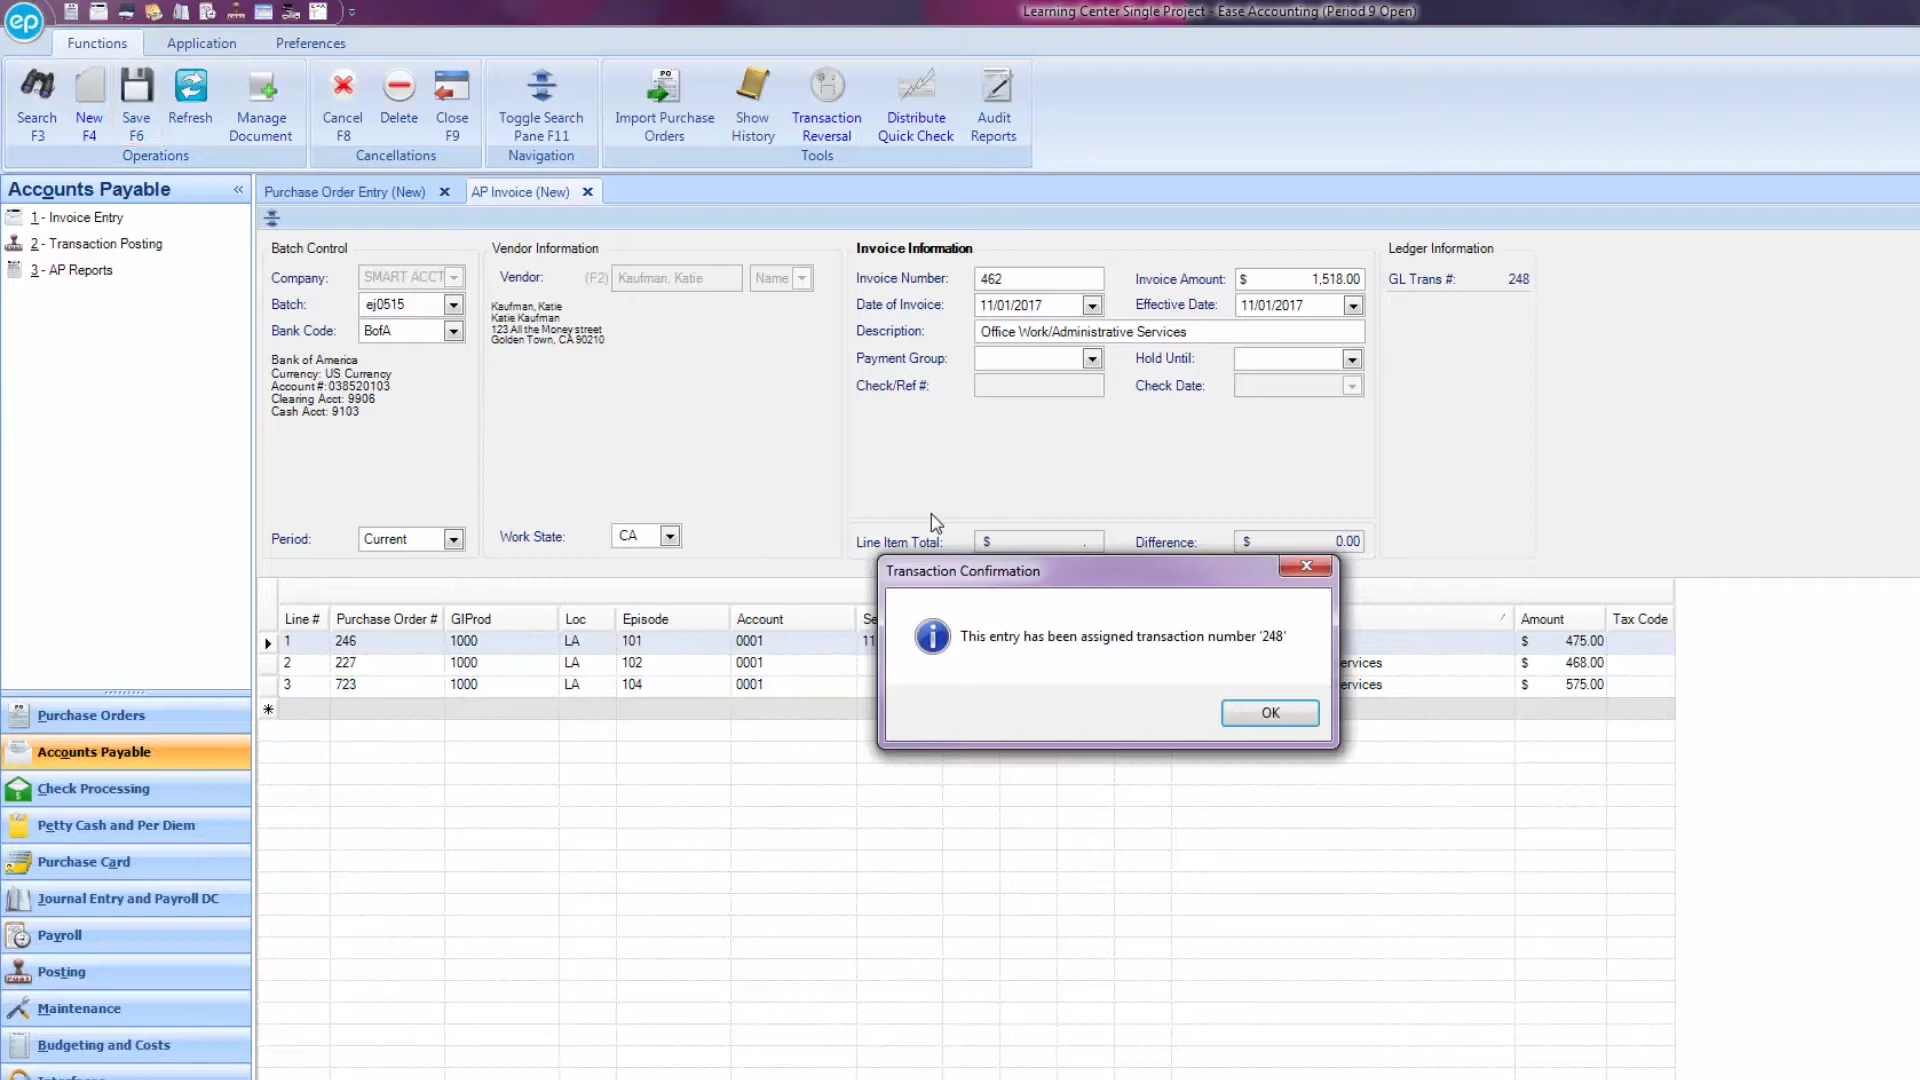 ep
Learning Center Single Project - Ease Accounting (Period 9 Open)
Functions Application Preferences
Search F3
New F4
Save F6
Refresh
Manage Document
Cancel F8
Delete
Close F9
Toggle Search Pane F11
Import Purchase Orders
Show History
Transaction Reversal
Distribute Quick Check
Audit Reports
Operations Cancellations Navigation Tools
Accounts Payable «
1 - Invoice Entry
2 - Transaction Posting
3 - AP Reports
Purchase Order Entry (New) AP Invoice (New)
Batch Control
Company: SMART ACCT
Batch: ej0515
Bank Code: BofA
Bank of America
Currency: US Currency
Account #: 038520103
Clearing Acct: 9906
Cash Acct: 9103
Period: Current
Vendor Information
Vendor: (F2) Kaufman, Katie Name
Kaufman, Katie
Katie Kaufman
123 All the Money street
Golden Town, CA 90210
Work State: CA
Invoice Information
Invoice Number: 462 Invoice Amount: $ 1,518.00
Date of Invoice: 11/01/2017 Effective Date: 11/01/2017
Description: Office Work/Administrative Services
Payment Group: Hold Until:
Check/Ref #: Check Date:
Line Item Total: $ . Difference: $ 0.00
Ledger Information
GL Trans #: 248
Line # Purchase Order # GlProd Loc Episode Account Se Amount Tax Code
1 246 1000 LA 101 0001 11 $ 475.00
2 227 1000 LA 102 0001 ervices $ 468.00
3 723 1000 LA 104 0001 ervices $ 575.00
Transaction Confirmation
This entry has been assigned transaction number '248'
OK
Purchase Orders
Accounts Payable
Check Processing
Petty Cash and Per Diem
Purchase Card
Journal Entry and Payroll DC
Payroll
Posting
Maintenance
Budgeting and Costs